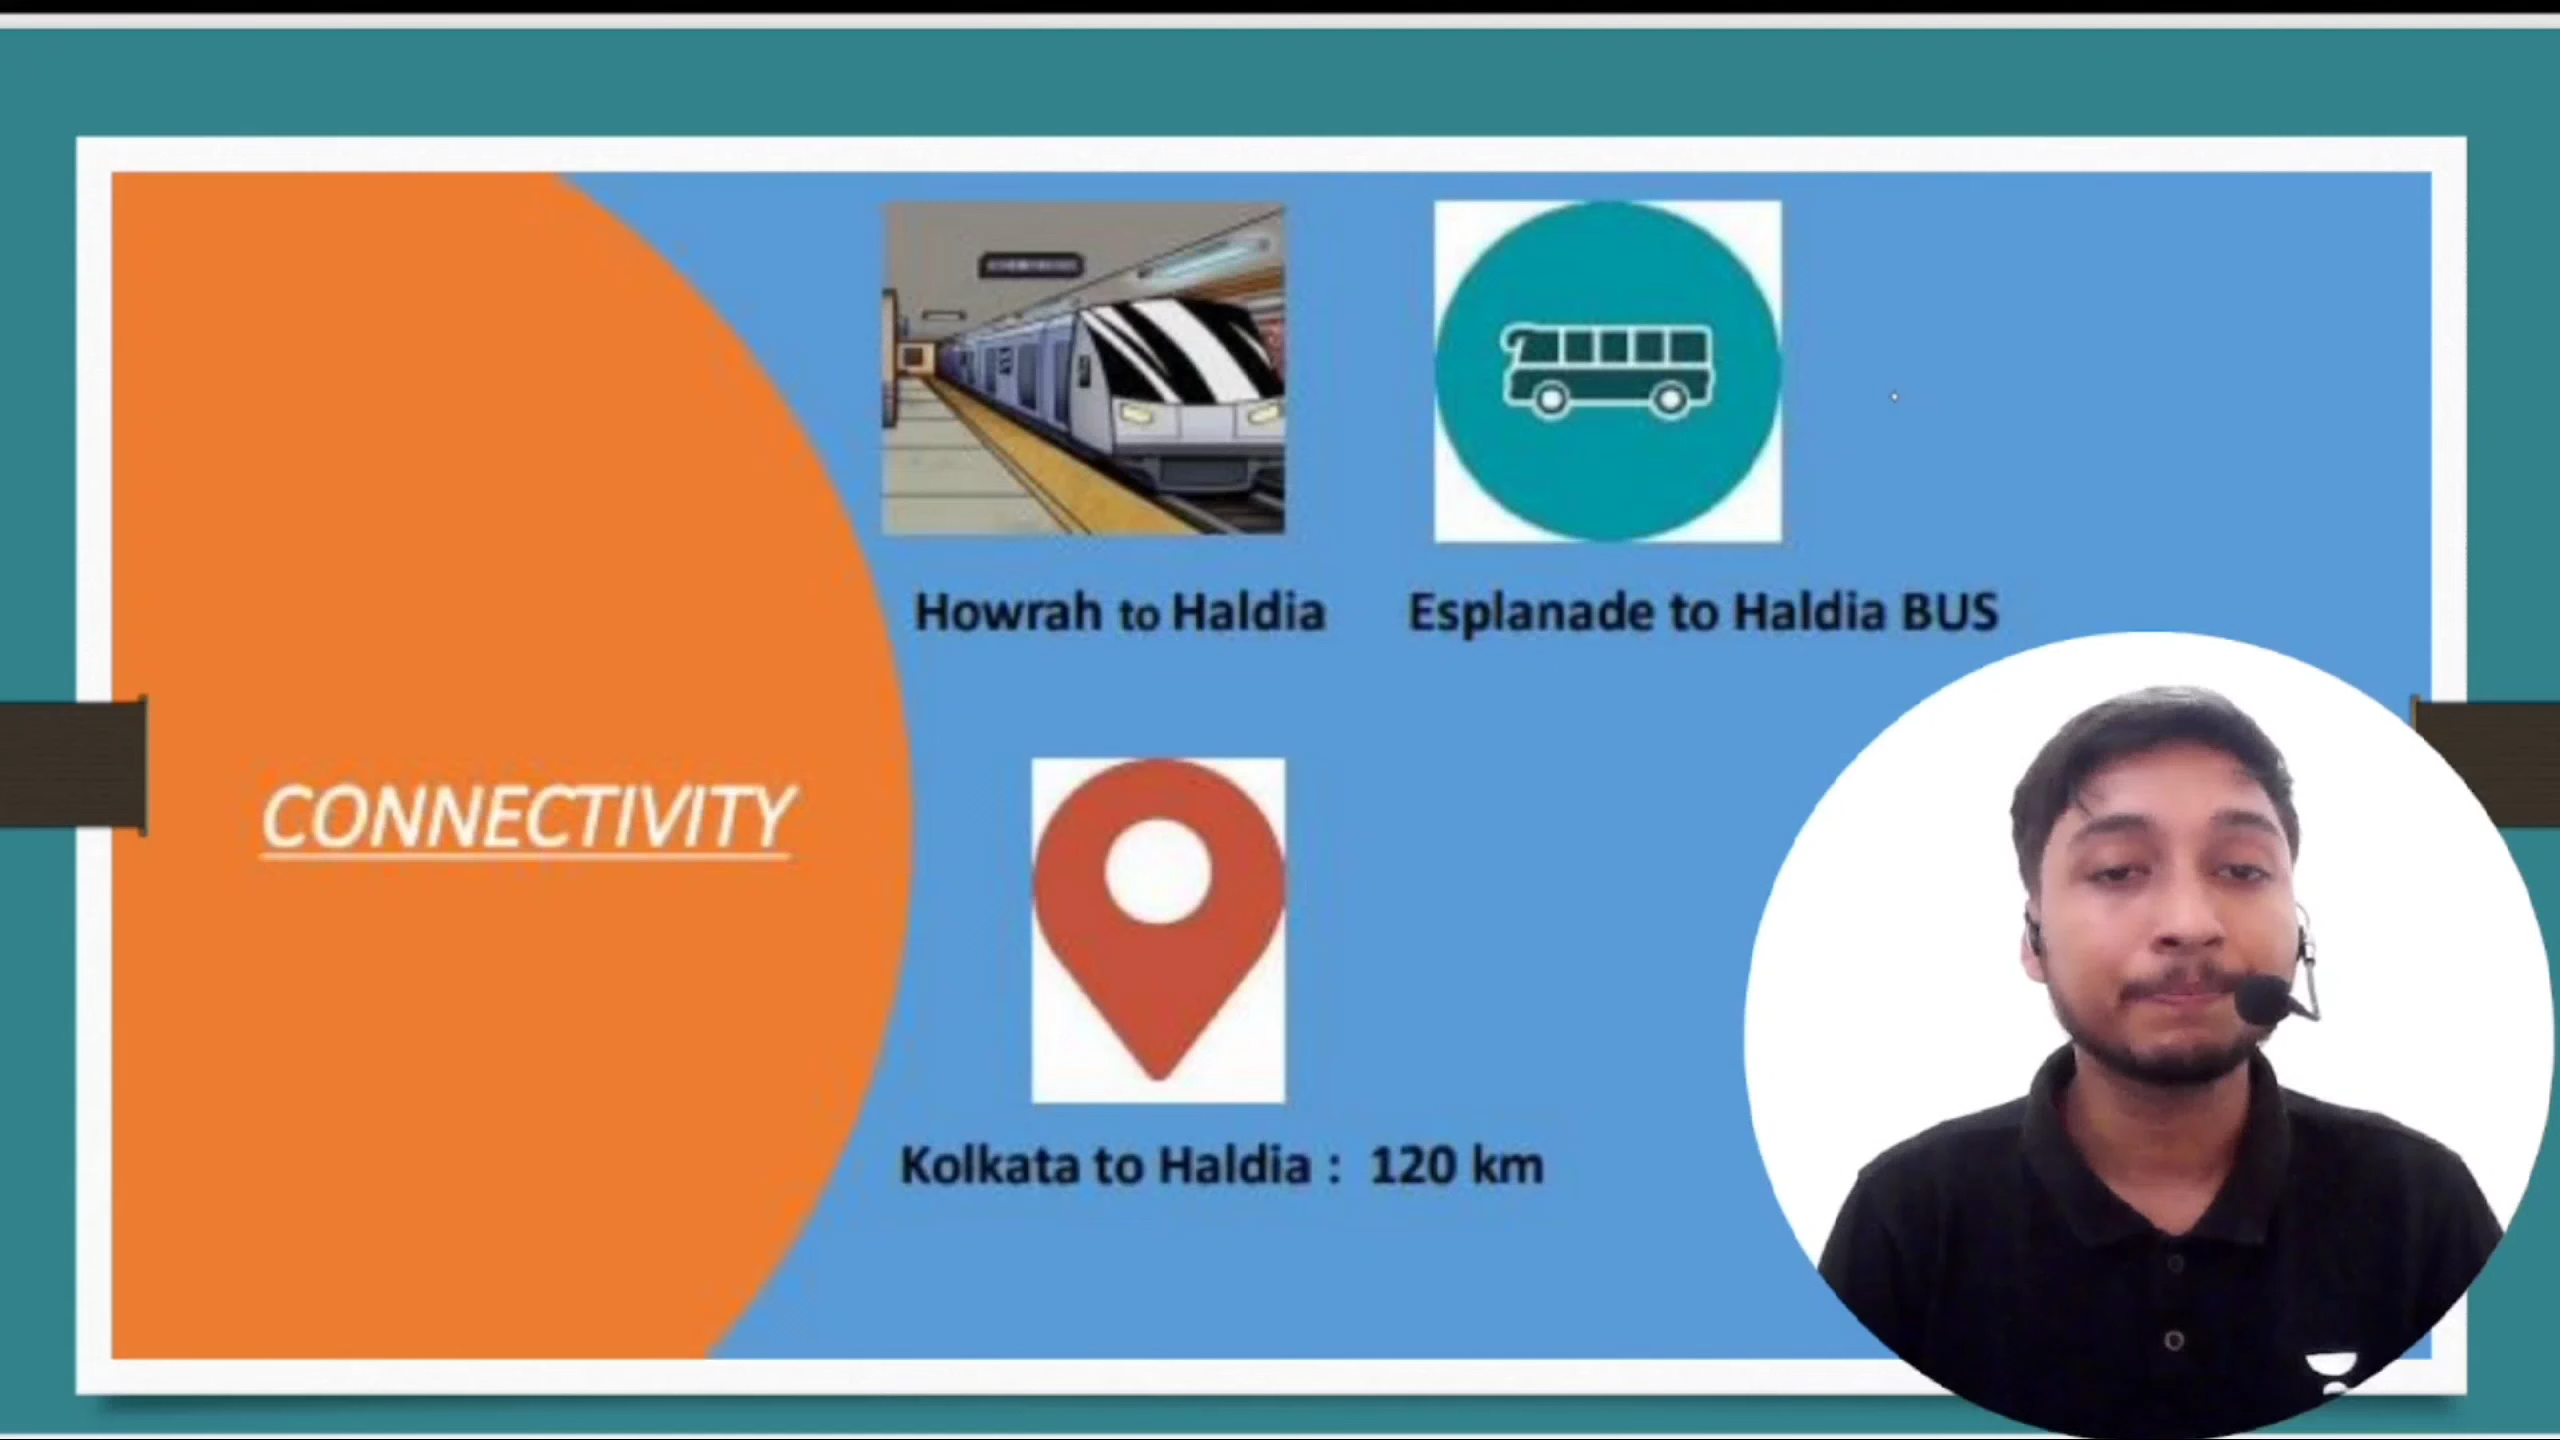 Howrah to Haldia
Esplanade to Haldia BUS
CONNECTIVITY
Kolkata to Haldia : 120 km